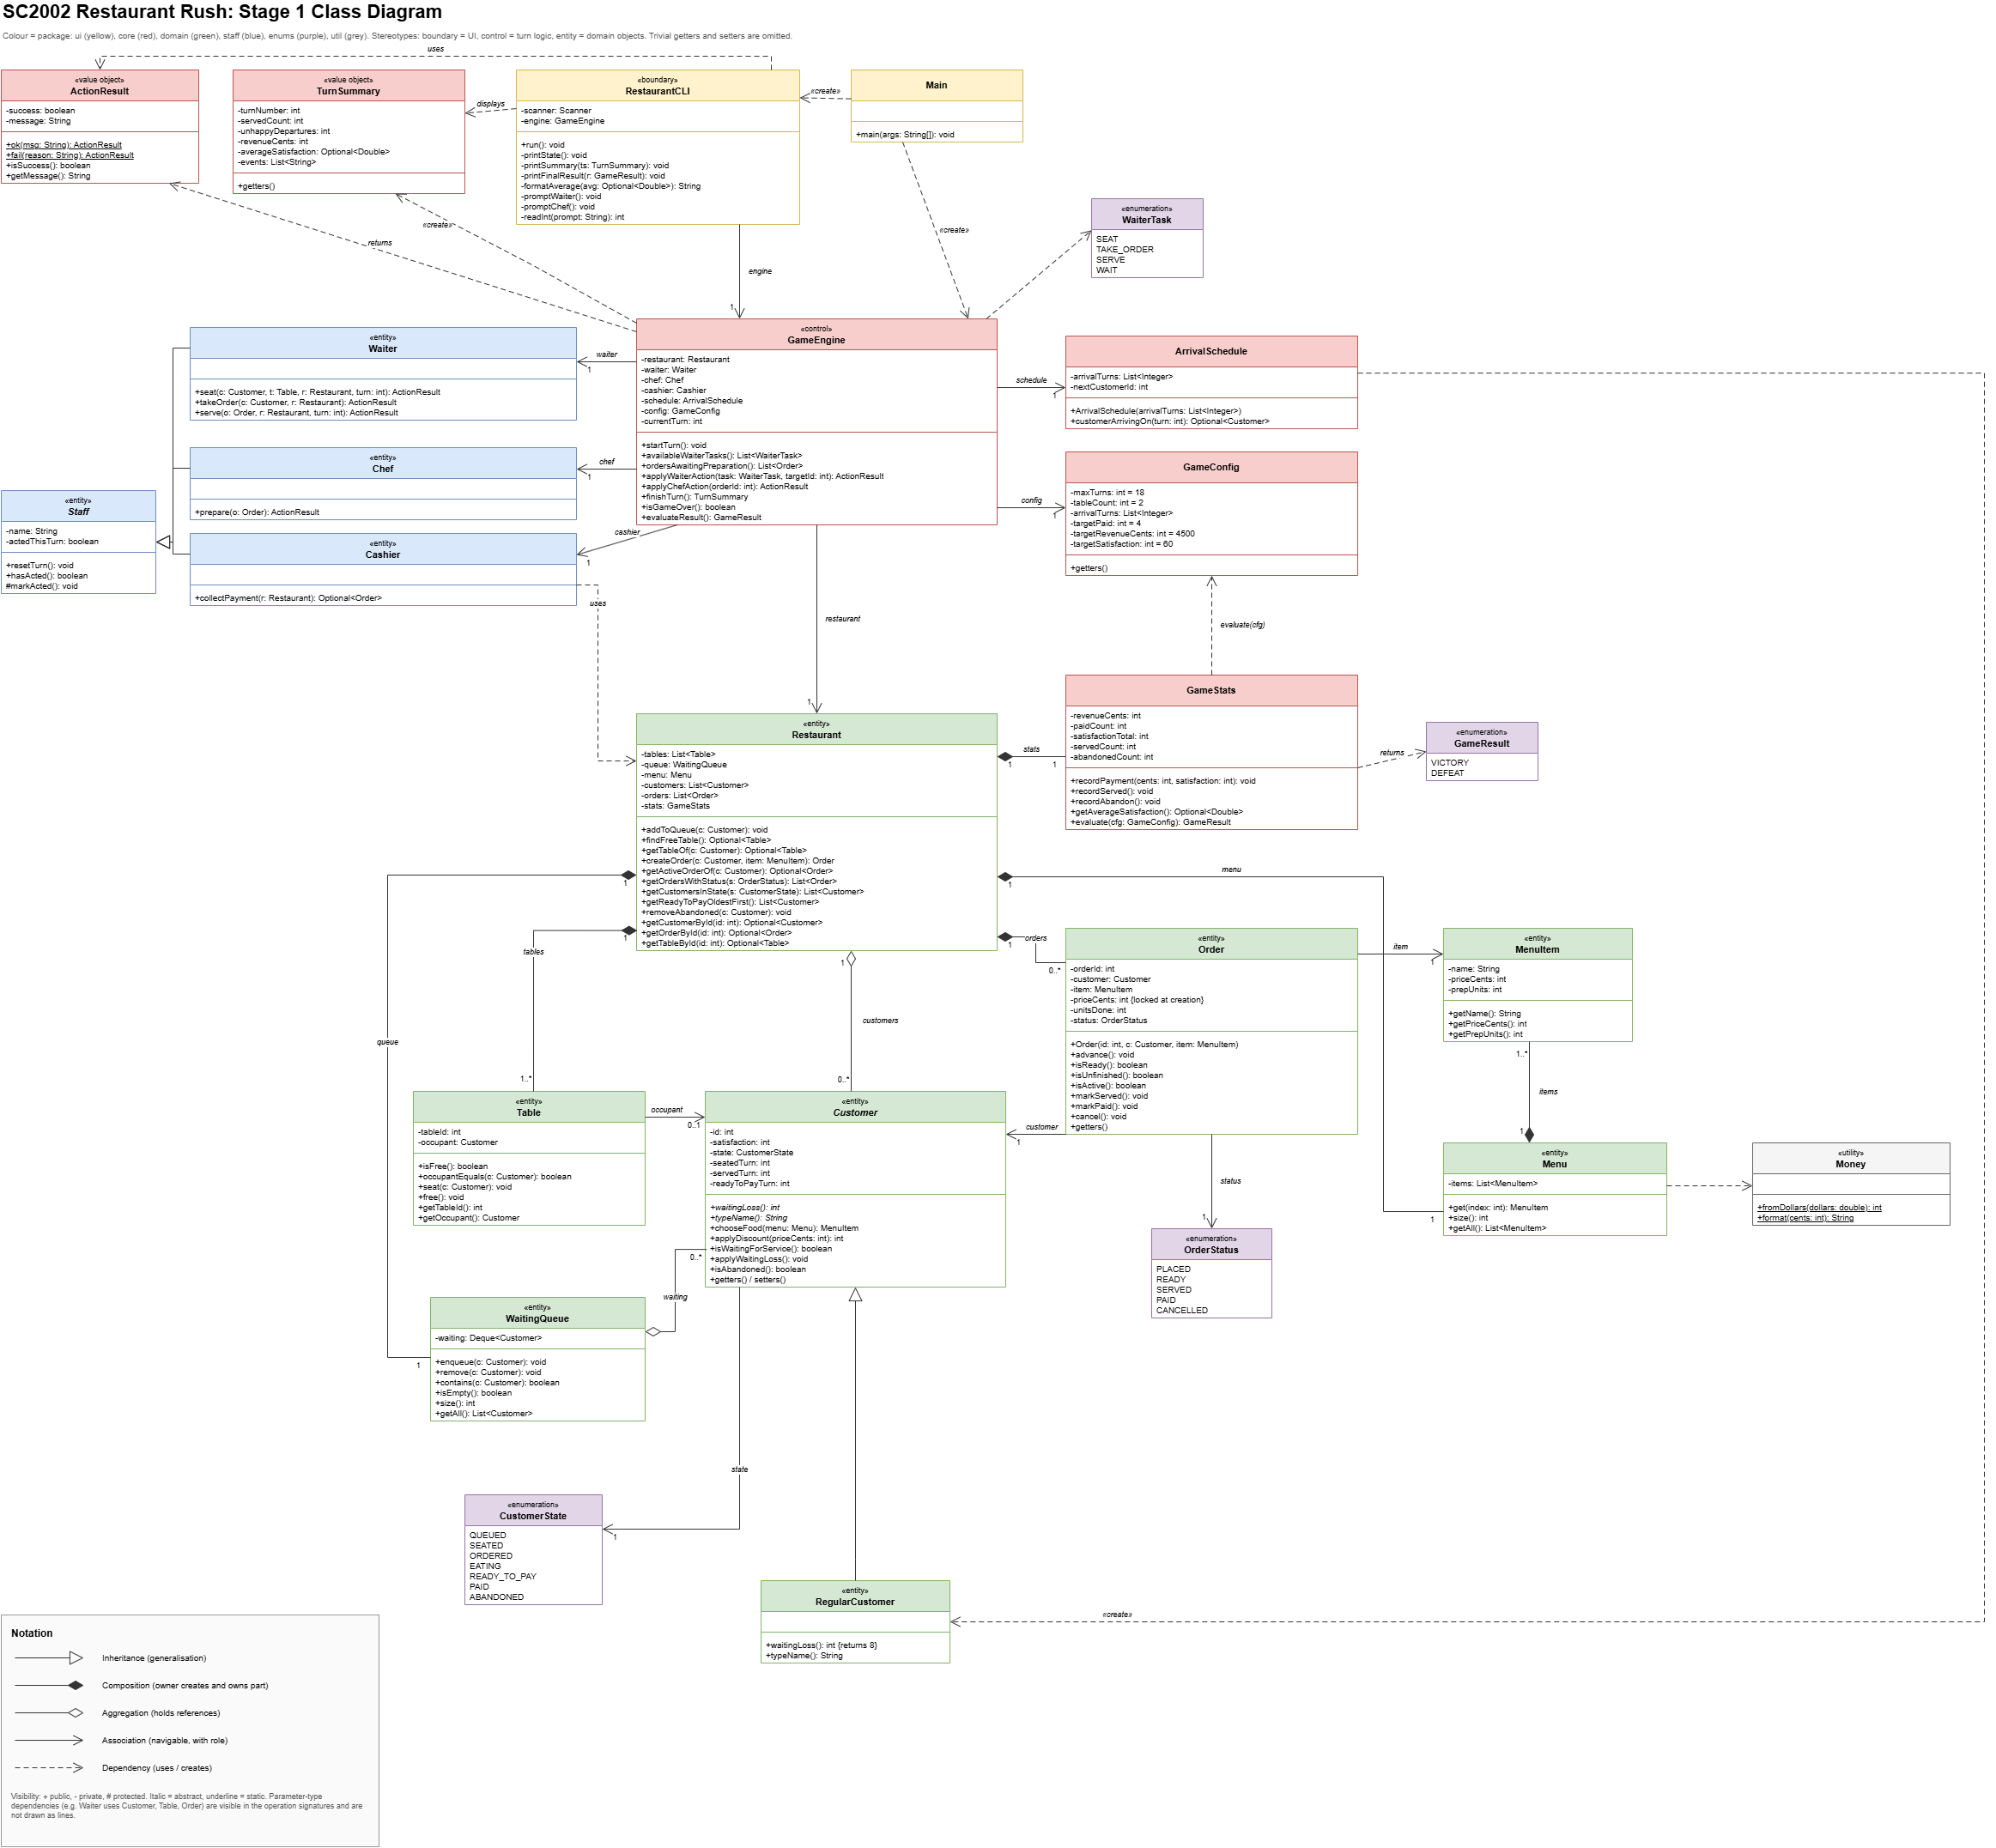 SC2002 Restaurant Rush: Stage 1 Class Diagram
Colour = package: ui (yellow), core (red), domain (green), staff (blue), enums (purple), util (grey). Stereotypes: boundary = UI, control = turn logic, entity = domain objects. Trivial getters and setters are omitted.
uses
«value object»
ActionResult
-success: boolean
-message: String
+ok(msg: String): ActionResult
+fail(reason: String): ActionResult
+isSuccess(): boolean
+getMessage(): String
«value object»
TurnSummary
-turnNumber: int
-servedCount: int
-unhappyDepartures: int
-revenueCents: int
-averageSatisfaction: Optional<Double>
-events: List<String>
+getters()
displays
«boundary»
RestaurantCLI
-scanner: Scanner
-engine: GameEngine
+run(): void
-printState(): void
-printSummary(ts: TurnSummary): void
-printFinalResult(r: GameResult): void
-formatAverage(avg: Optional<Double>): String
-promptWaiter(): void
-promptChef(): void
-readInt(prompt: String): int
«create»
Main
+main(args: String[]): void
«create»
returns
engine
1
«create»
«enumeration»
WaiterTask
SEAT
TAKE_ORDER
SERVE
WAIT
«entity»
Waiter
+seat(c: Customer, t: Table, r: Restaurant, turn: int): ActionResult
+takeOrder(c: Customer, r: Restaurant): ActionResult
+serve(o: Order, r: Restaurant, turn: int): ActionResult
waiter
1
«entity»
Chef
+prepare(o: Order): ActionResult
chef
1
«entity»
Staff
-name: String
-actedThisTurn: boolean
+resetTurn(): void
+hasActed(): boolean
#markActed(): void
«entity»
Cashier
+collectPayment(r: Restaurant): Optional<Order>
cashier
1
uses
«control»
GameEngine
-restaurant: Restaurant
-waiter: Waiter
-chef: Chef
-cashier: Cashier
-schedule: ArrivalSchedule
-config: GameConfig
-currentTurn: int
+startTurn(): void
+availableWaiterTasks(): List<WaiterTask>
+ordersAwaitingPreparation(): List<Order>
+applyWaiterAction(task: WaiterTask, targetId: int): ActionResult
+applyChefAction(orderId: int): ActionResult
+finishTurn(): TurnSummary
+isGameOver(): boolean
+evaluateResult(): GameResult
schedule
1
ArrivalSchedule
-arrivalTurns: List<Integer>
-nextCustomerId: int
+ArrivalSchedule(arrivalTurns: List<Integer>)
+customerArrivingOn(turn: int): Optional<Customer>
config
1
GameConfig
-maxTurns: int = 18
-tableCount: int = 2
-arrivalTurns: List<Integer>
-targetPaid: int = 4
-targetRevenueCents: int = 4500
-targetSatisfaction: int = 60
+getters()
restaurant
1
evaluate(cfg)
«entity»
Restaurant
-tables: List<Table>
-queue: WaitingQueue
-menu: Menu
-customers: List<Customer>
-orders: List<Order>
-stats: GameStats
+addToQueue(c: Customer): void
+findFreeTable(): Optional<Table>
+getTableOf(c: Customer): Optional<Table>
+createOrder(c: Customer, item: MenuItem): Order
+getActiveOrderOf(c: Customer): Optional<Order>
+getOrdersWithStatus(s: OrderStatus): List<Order>
+getCustomersInState(s: CustomerState): List<Customer>
+getReadyToPayOldestFirst(): List<Customer>
+removeAbandoned(c: Customer): void
+getCustomerById(id: int): Optional<Customer>
+getOrderById(id: int): Optional<Order>
+getTableById(id: int): Optional<Table>
stats
1
1
GameStats
-revenueCents: int
-paidCount: int
-satisfactionTotal: int
-servedCount: int
-abandonedCount: int
+recordPayment(cents: int, satisfaction: int): void
+recordServed(): void
+recordAbandon(): void
+getAverageSatisfaction(): Optional<Double>
+evaluate(cfg: GameConfig): GameResult
returns
«enumeration»
GameResult
VICTORY
DEFEAT
1
menu
1
1
tables
1..*
queue
1
1
customers
0..*
1
orders
0..*
«entity»
Order
-orderId: int
-customer: Customer
-item: MenuItem
-priceCents: int {locked at creation}
-unitsDone: int
-status: OrderStatus
+Order(id: int, c: Customer, item: MenuItem)
+advance(): void
+isReady(): boolean
+isUnfinished(): boolean
+isActive(): boolean
+markServed(): void
+markPaid(): void
+cancel(): void
+getters()
item
1
«entity»
MenuItem
-name: String
-priceCents: int
-prepUnits: int
+getName(): String
+getPriceCents(): int
+getPrepUnits(): int
1..*
items
1
«entity»
Table
-tableId: int
-occupant: Customer
+isFree(): boolean
+occupantEquals(c: Customer): boolean
+seat(c: Customer): void
+free(): void
+getTableId(): int
+getOccupant(): Customer
occupant
0..1
«entity»
Customer
-id: int
-satisfaction: int
-state: CustomerState
-seatedTurn: int
-servedTurn: int
-readyToPayTurn: int
+waitingLoss(): int
+typeName(): String
+chooseFood(menu: Menu): MenuItem
+applyDiscount(priceCents: int): int
+isWaitingForService(): boolean
+applyWaitingLoss(): void
+isAbandoned(): boolean
+getters() / setters()
customer
1
status
1
«entity»
Menu
-items: List<MenuItem>
+get(index: int): MenuItem
+size(): int
+getAll(): List<MenuItem>
1
«utility»
Money
+fromDollars(dollars: double): int
+format(cents: int): String
«enumeration»
OrderStatus
PLACED
READY
SERVED
PAID
CANCELLED
0..*
waiting
«entity»
WaitingQueue
-waiting: Deque<Customer>
+enqueue(c: Customer): void
+remove(c: Customer): void
+contains(c: Customer): boolean
+isEmpty(): boolean
+size(): int
+getAll(): List<Customer>
1
state
1
«enumeration»
CustomerState
QUEUED
SEATED
ORDERED
EATING
READY_TO_PAY
PAID
ABANDONED
«entity»
RegularCustomer
+waitingLoss(): int {returns 8}
+typeName(): String
«create»
Notation
Inheritance (generalisation)
Composition (owner creates and owns part)
Aggregation (holds references)
Association (navigable, with role)
Dependency (uses / creates)
Visibility: + public, - private, # protected. Italic = abstract, underline = static. Parameter-type
dependencies (e.g. Waiter uses Customer, Table, Order) are visible in the operation signatures and are
not drawn as lines.